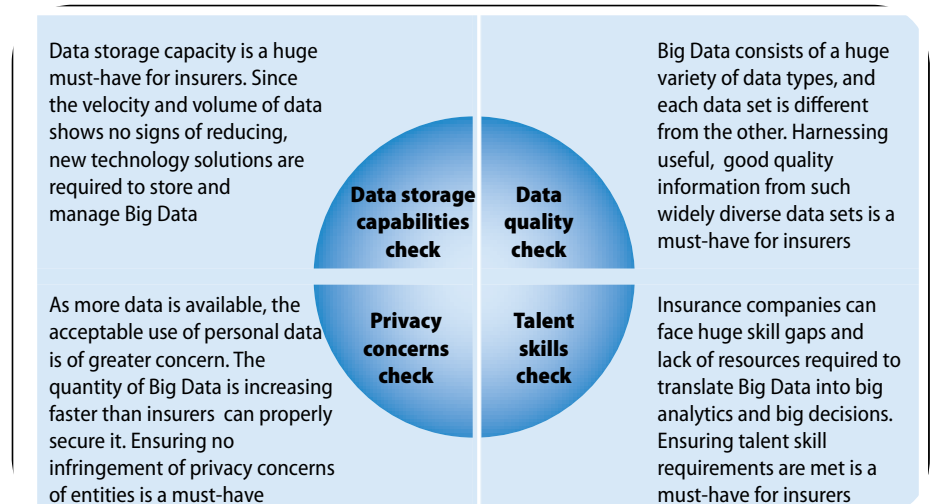 Data storage capacity is a huge
must-have for insurers. Since
the velocity and volume of data
shows no signs of reducing,
new technology solutions are
required to store and
manage Big Data
Big Data consists of a huge
variety of data types, and
each data set is different
from the other. Harnessing
useful, good quality
information from such
widely diverse data sets is a
must-have for insurers
Data storage
capabilities
check
Data
quality
check
Privacy
concerns
check
Talent
skills
check
As more data is available, the
acceptable use of personal data
is of greater concern. The
quantity of Big Data is increasing
faster than insurers can properly
secure it. Ensuring no
infringement of privacy concerns
of entities is a must-have
Insurance companies can
face huge skill gaps and
lack of resources required to
translate Big Data into big
analytics and big decisions.
Ensuring talent skill
requirements are met is a
must-have for insurers